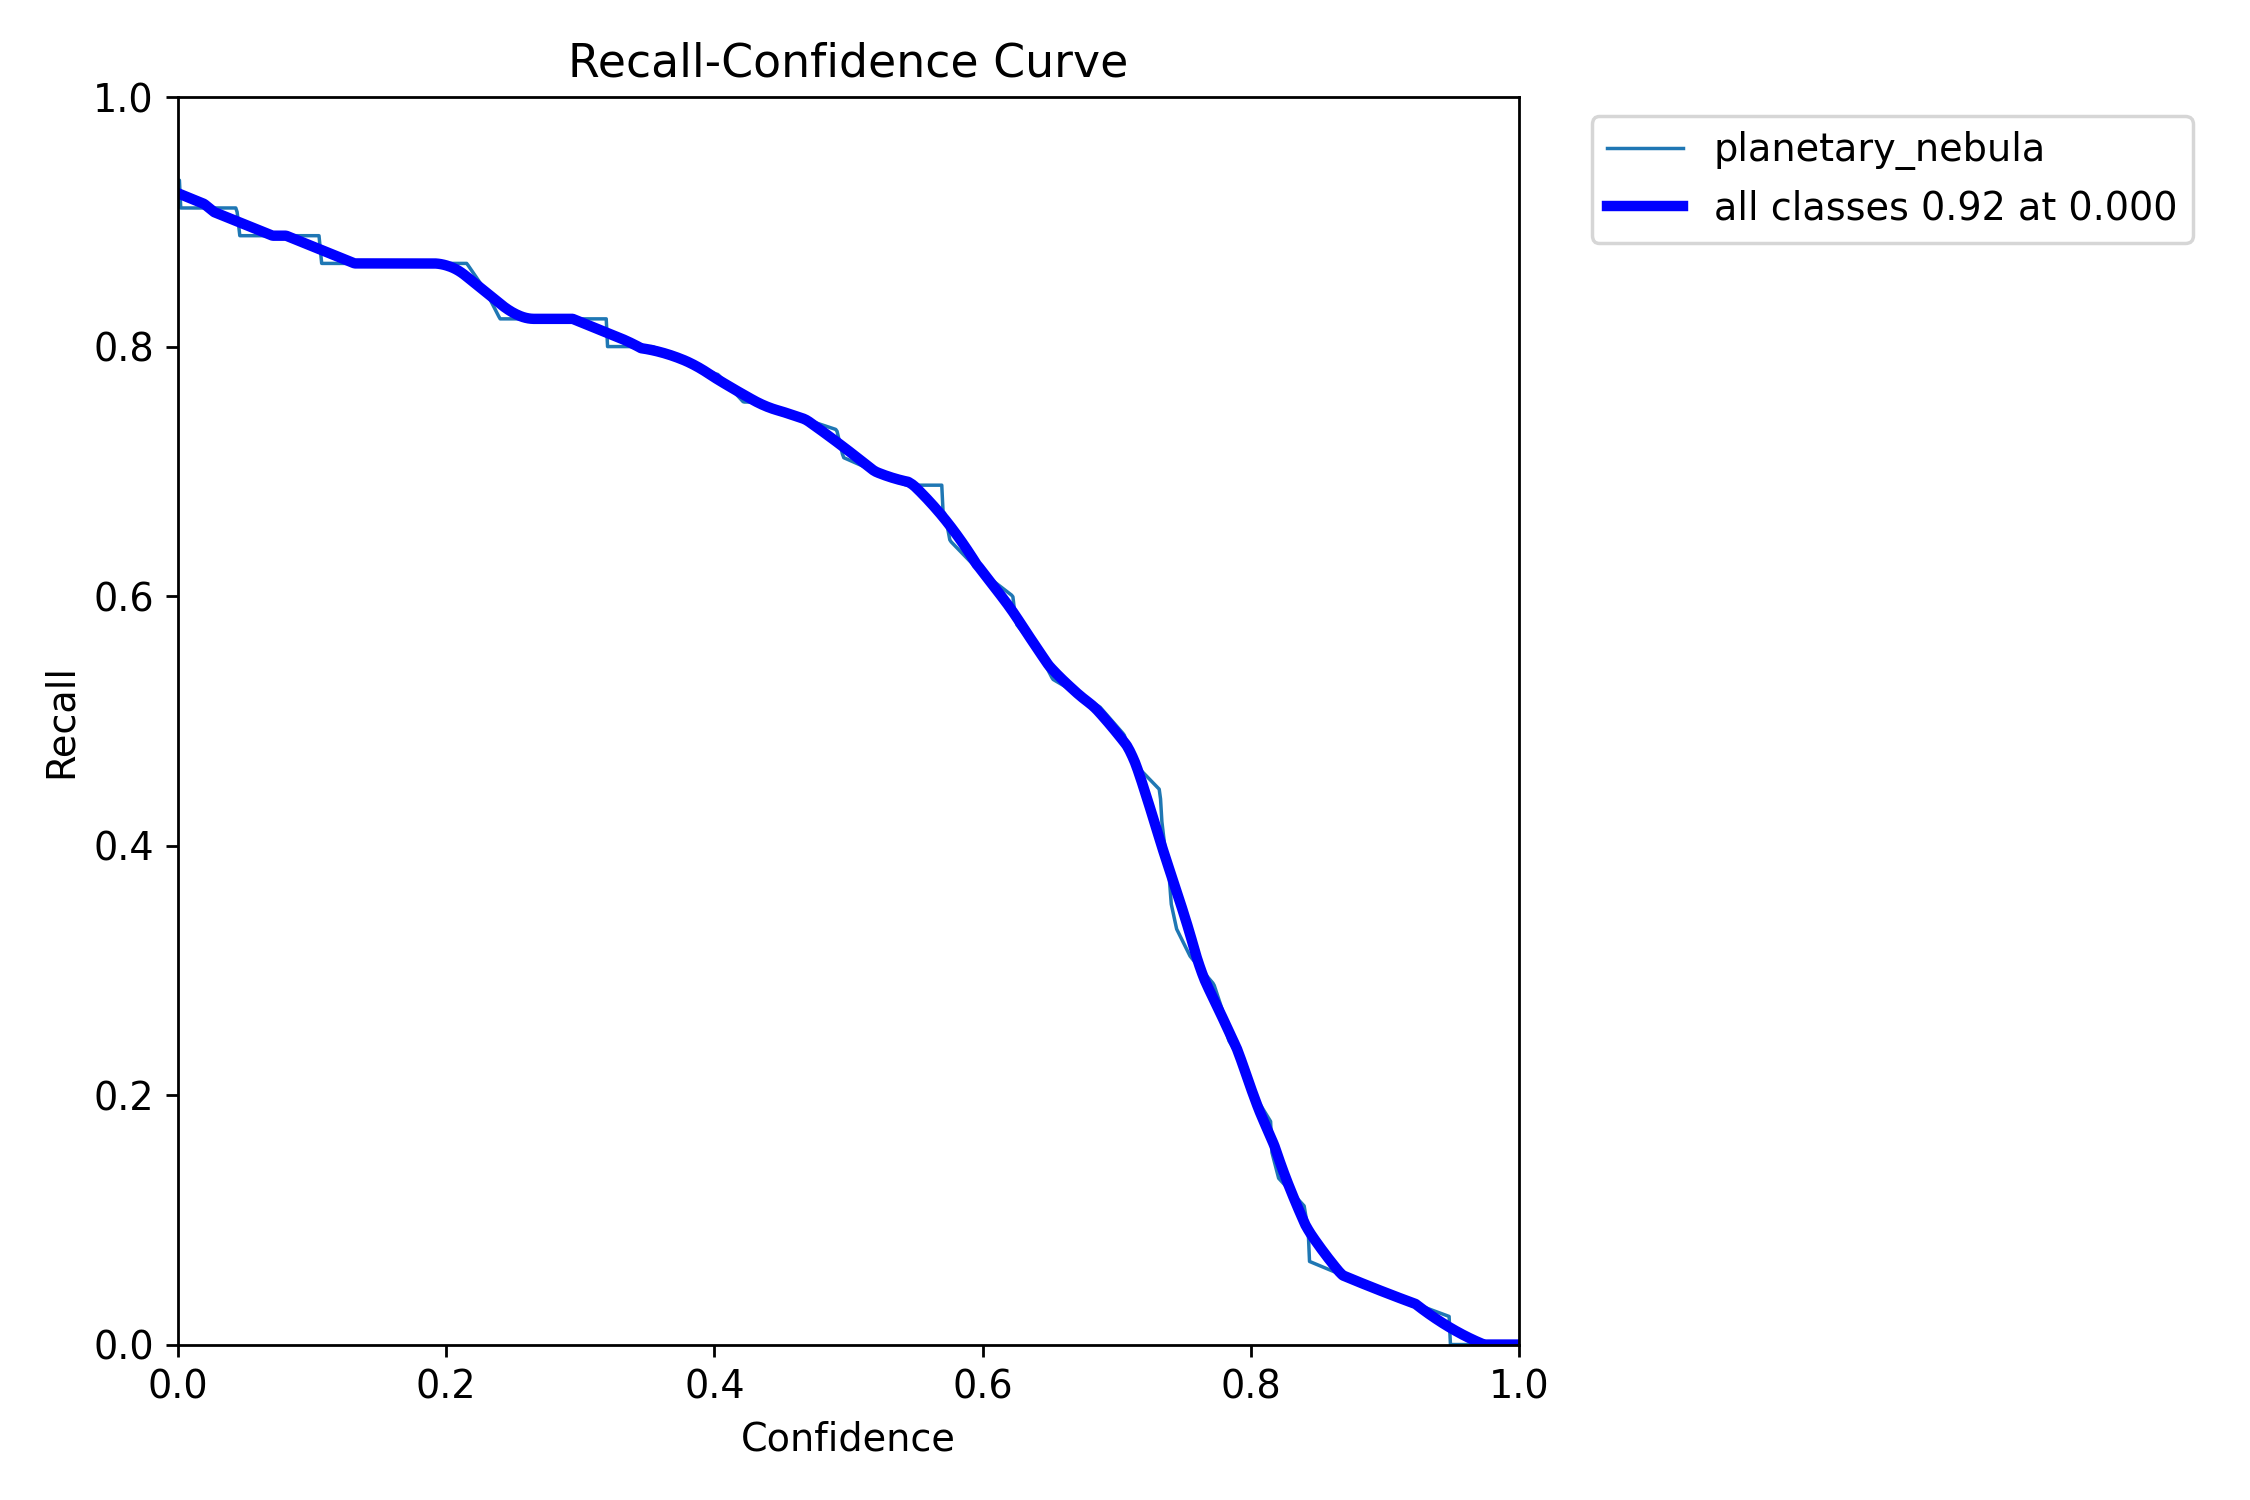 Recall-Confidence Curve
planetary_nebula
all classes 0.92 at 0.000
Recall
1.0
0.8
0.6
0.4
0.2
0.0
0.0 0.2 0.4 0.6 0.8 1.0
Confidence